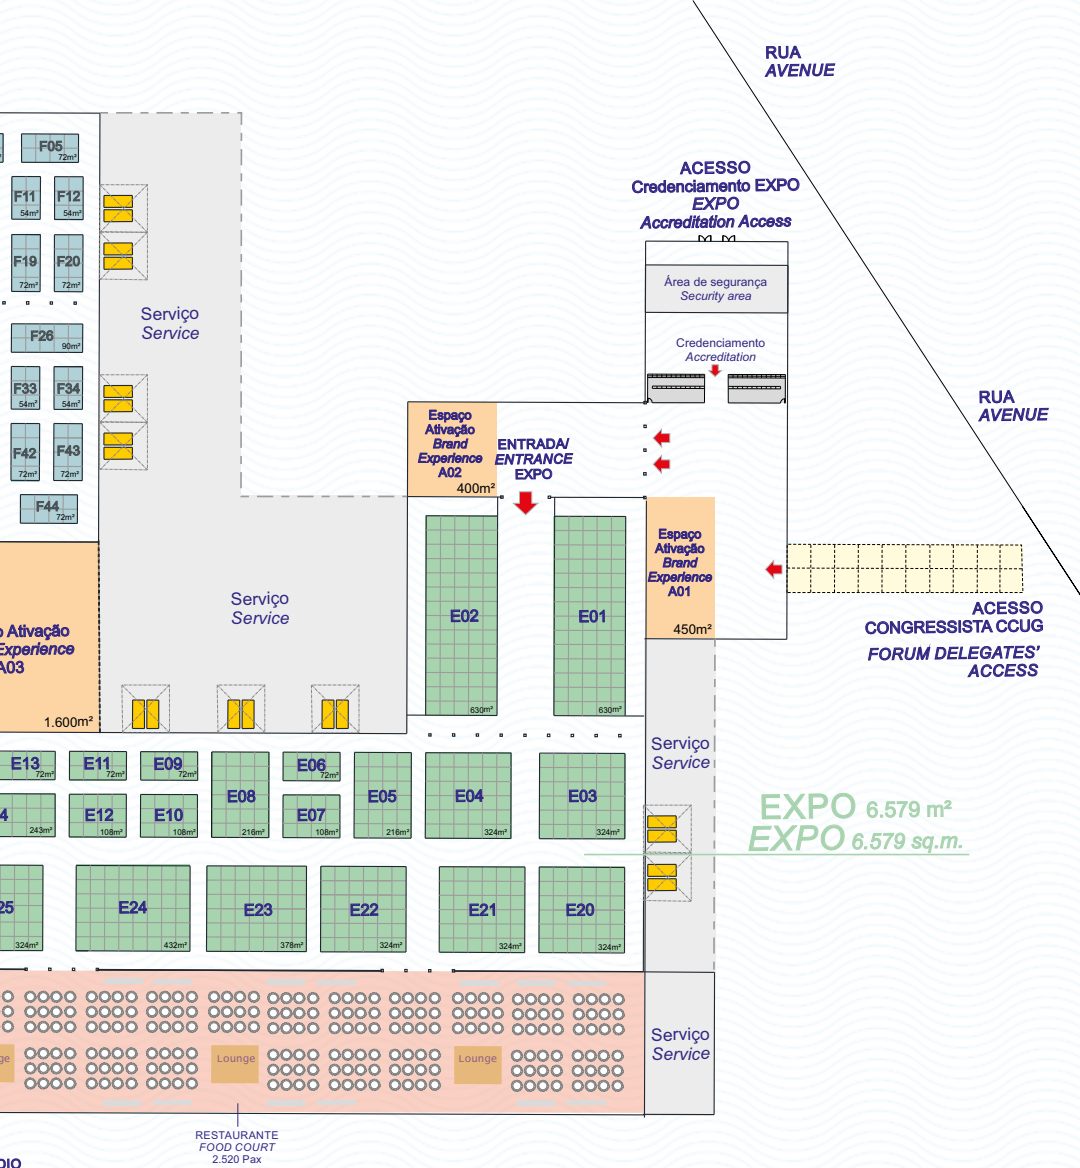 RUA
AVENUE
ACESSO
Credenciamento EXPO
EXPO
Accreditation Access
Área de segurança
Security area
Credenciamento
Accreditation
RUA
AVENUE
F05
72m²
F11
54m²
F12
54m²
F19
72m²
F20
72m²
F26
90m²
F33
54m²
F34
54m²
F42
72m²
F43
72m²
F44
72m²
Serviço
Service
Espaço
Ativação
Brand
Experience
A02
400m²
ENTRADA/
ENTRANCE
EXPO
Espaço
Ativação
Brand
Experience
A01
450m²
E02
630m²
E01
630m²
Serviço
Service
o Ativação
Experience
A03
1.600m²
ACESSO
CONGRESSISTA CCUG
FORUM DELEGATES'
ACCESS
Serviço
Service
E13
72m²
E11
72m²
E09
72m²
E08
216m²
E06
72m²
E05
216m²
E04
324m²
E03
324m²
4
243m²
E12
108m²
E10
108m²
E07
108m²
EXPO 6.579 m²
EXPO 6.579 sq.m.
25
324m²
E24
432m²
E23
378m²
E22
324m²
E21
324m²
E20
324m²
ge
Lounge
Lounge
Serviço
Service
RESTAURANTE
FOOD COURT
2.520 Pax
DIO